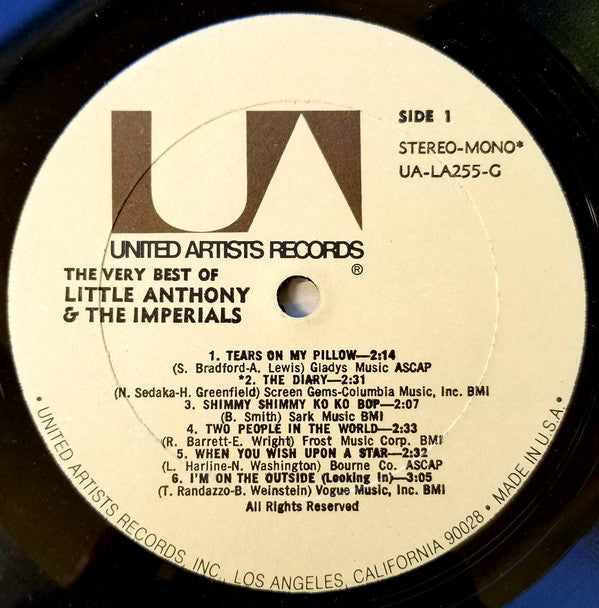 UA
SIDE 1
STEREO-MONO*
UA-LA255-G
UNITED ARTISTS RECORDS
®
THE VERY BEST OF
LITTLE ANTHONY
& THE IMPERIALS
1. TEARS ON MY PILLOW—2:14
(S. Bradford-A. Lewis) Gladys Music ASCAP
*2. THE DIARY—2:31
(N. Sedaka-H. Greenfield) Screen Gems-Columbia Music, Inc. BMI
3. SHIMMY SHIMMY KO KO BOP—2:07
(B. Smith) Sark Music BMI
4. TWO PEOPLE IN THE WORLD—2:33
(R. Barrett-E. Wright) Frost Music Corp. BMI
5. WHEN YOU WISH UPON A STAR—2:32
(L. Harline-N. Washington) Bourne Co. ASCAP
6. I'M ON THE OUTSIDE (Looking In)—3:05
(T. Randazzo-B. Weinstein) Vogue Music, Inc. BMI
All Rights Reserved
• UNITED ARTISTS RECORDS, INC., LOS ANGELES, CALIFORNIA 90028 • MADE IN U.S.A. •